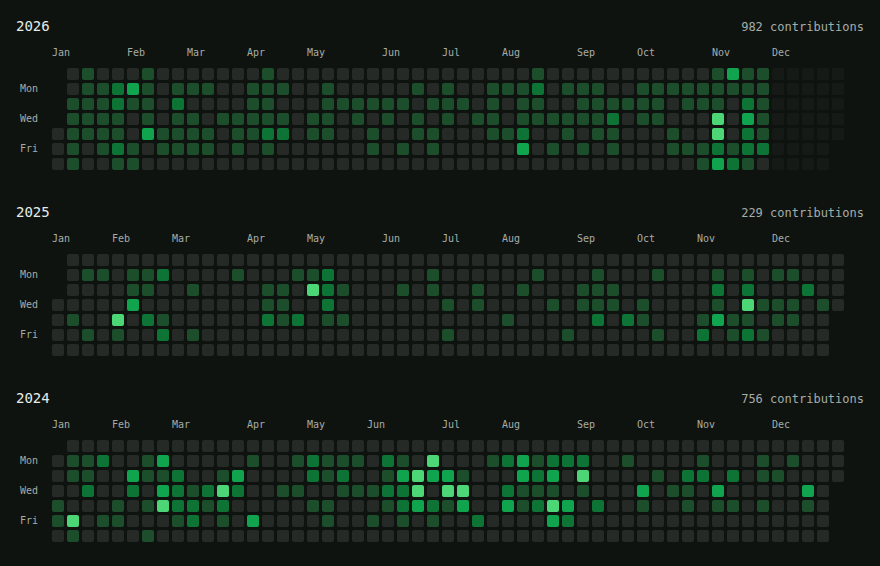 2026 982 contributions
Jan Feb Mar Apr May Jun Jul Aug Sep Oct Nov Dec
Mon
Wed
Fri
2025 229 contributions
Jan Feb Mar Apr May Jun Jul Aug Sep Oct Nov Dec
Mon
Wed
Fri
2024 756 contributions
Jan Feb Mar Apr May Jun Jul Aug Sep Oct Nov Dec
Mon
Wed
Fri